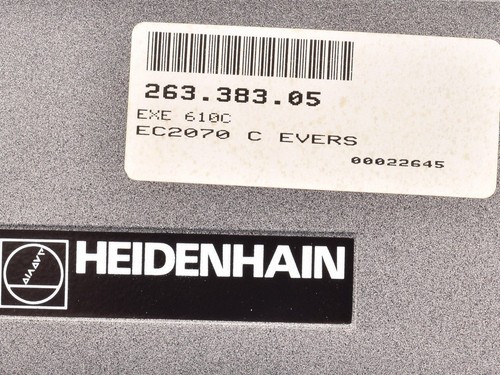 263.383.05
EXE 610C
EC2070 C EVERS
00022645
HEIDENHAIN